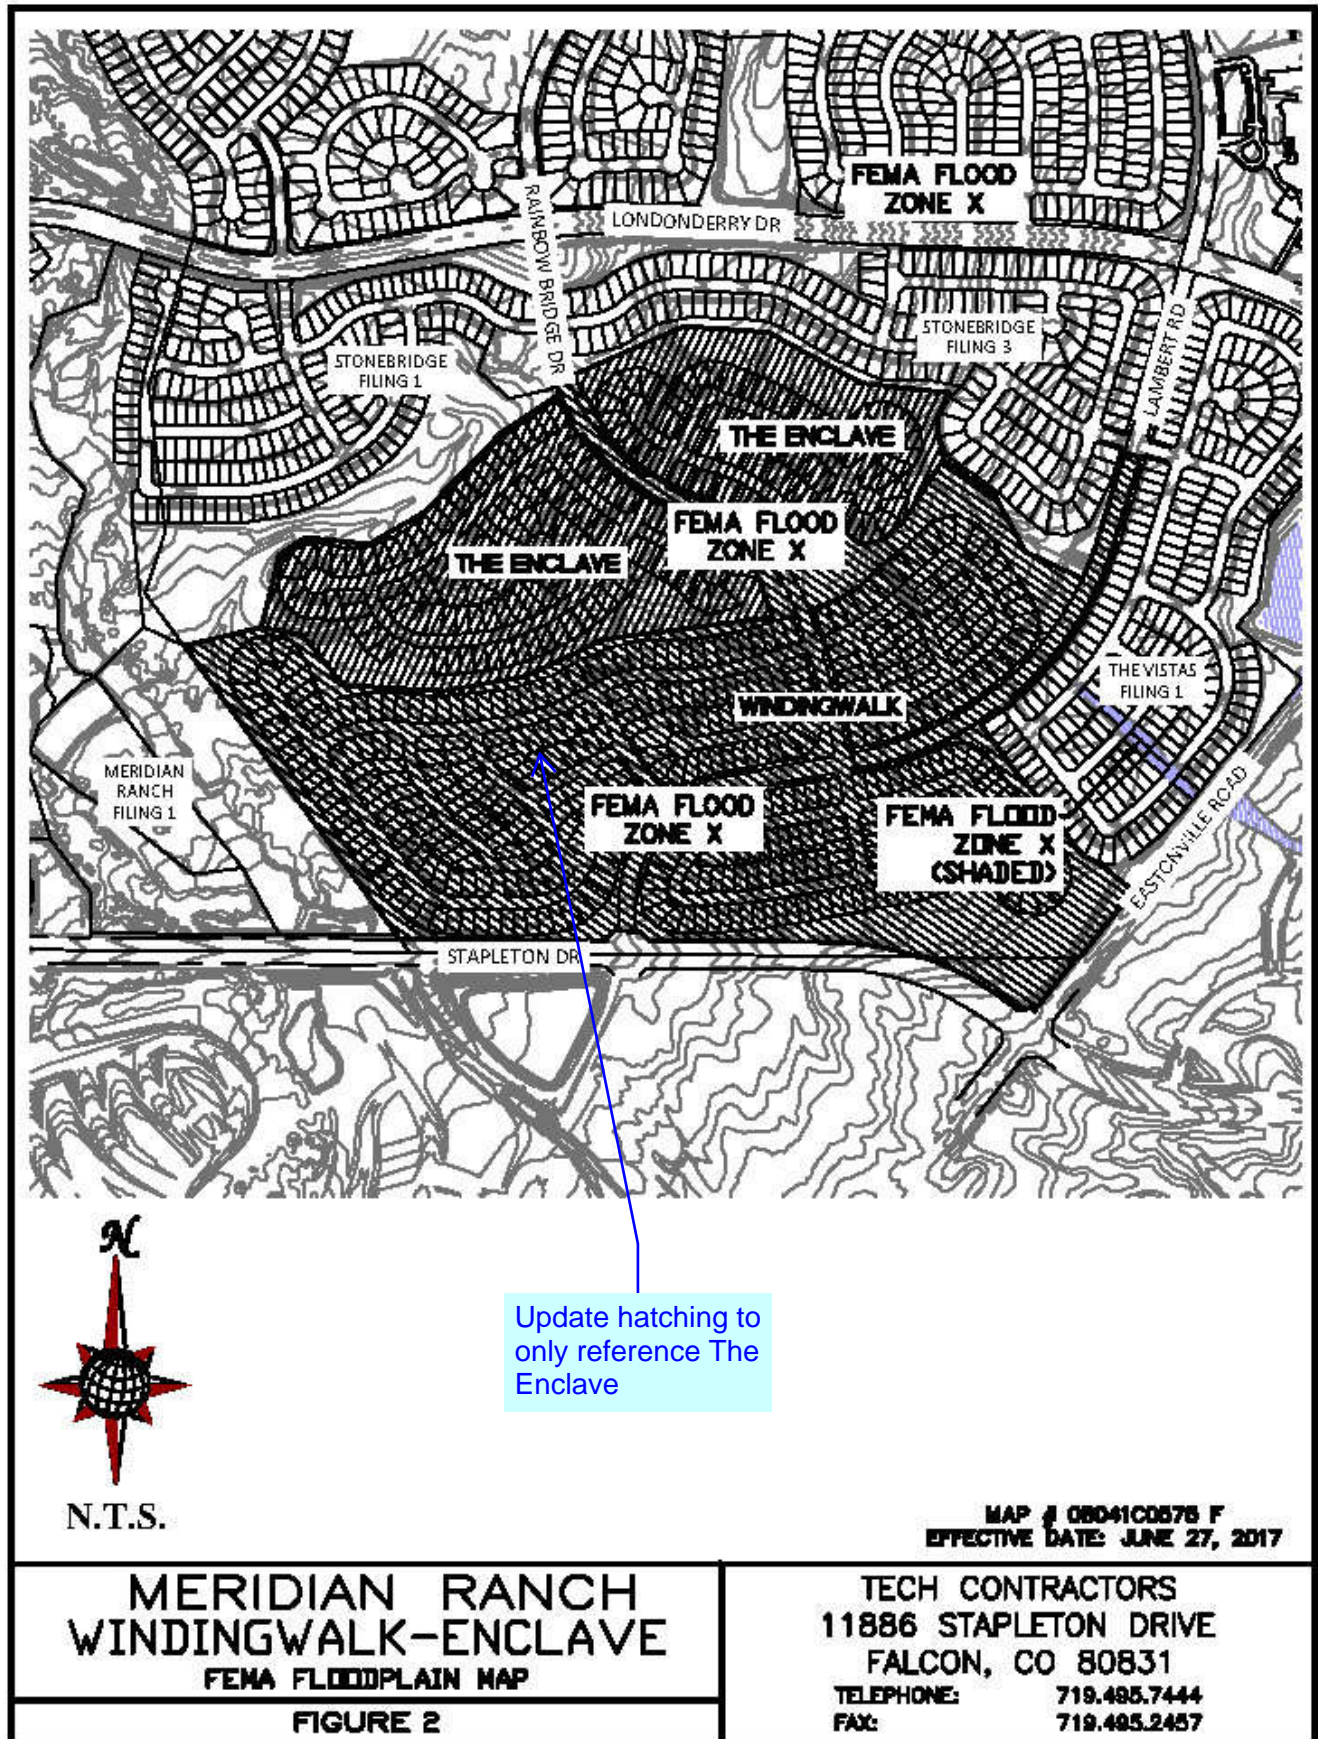 FEMA FLOOD
ZONE X
LONDONDERRY DR
RAINBOW BRIDGE DR
STONEBRIDGE
FILING 3
LAMBERT RD
STONEBRIDGE
FILING 1
THE ENCLAVE
FEMA FLOOD
ZONE X
THE ENCLAVE
THE VISTAS
FILING 1
WINDINGWALK
MERIDIAN
RANCH
FILING 1
FEMA FLOOD
ZONE X
FEMA FLOOD
ZONE X
(SHADED)
EASTONVILLE ROAD
STAPLETON DR
N
Update hatching to
only reference The
Enclave
N.T.S.
MAP # 08041C0575 F
EFFECTIVE DATE: JUNE 27, 2017
MERIDIAN RANCH
WINDINGWALK-ENCLAVE
FEMA FLOODPLAIN MAP
FIGURE 2
TECH CONTRACTORS
11886 STAPLETON DRIVE
FALCON, CO 80831
TELEPHONE: 719.495.7444
FAX: 719.495.2457